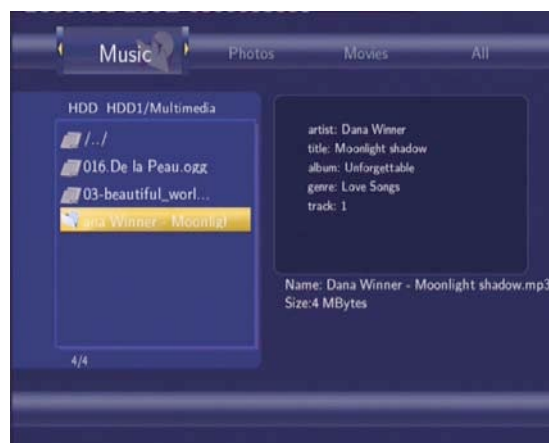 Music Photos Movies All
HDD HDD1/Multimedia
/../
016.De la Peau.ogg
03-beautiful_worl...
ana Winner - Moonligl
4/4
artist: Dana Winner
title: Moonlight shadow
album: Unforgettable
genre: Love Songs
track: 1
Name: Dana Winner - Moonlight shadow.mp3
Size:4 MBytes